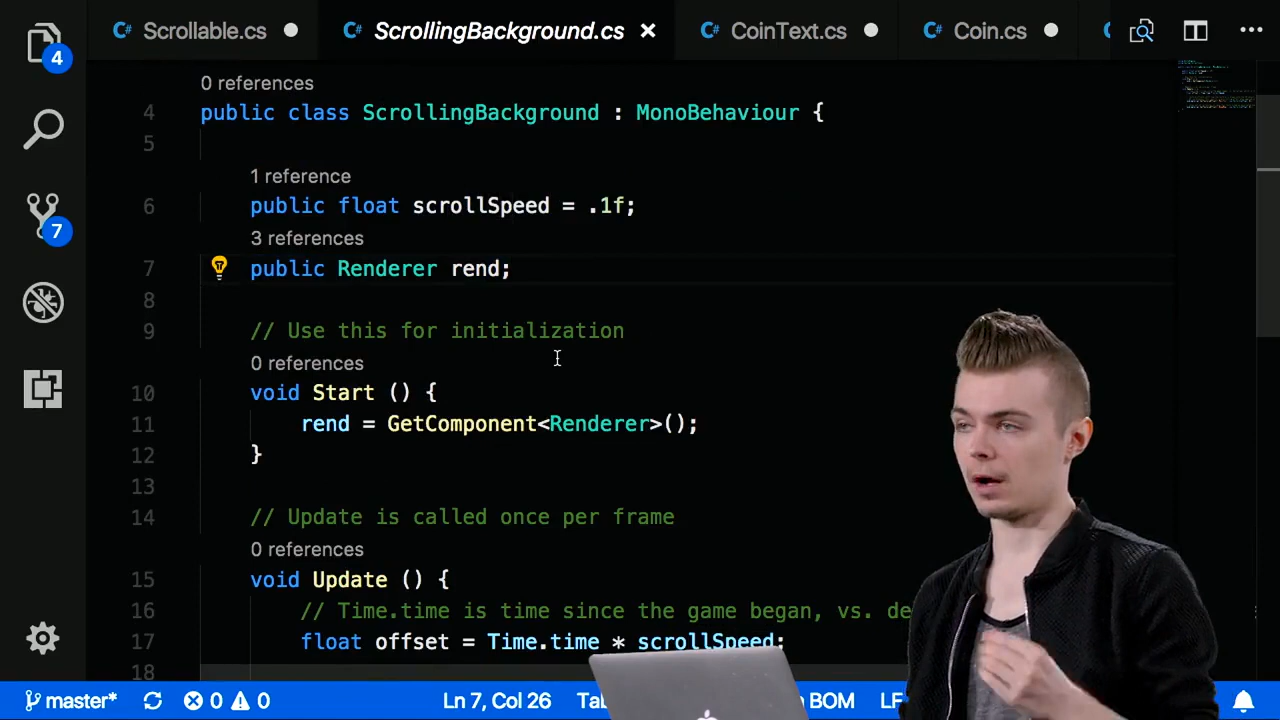 4
7
Scrollable.cs
ScrollingBackground.cs
CoinText.cs
Coin.cs
0 references
4 public class ScrollingBackground : MonoBehaviour {
5
1 reference
6 public float scrollSpeed = .1f;
3 references
7 public Renderer rend;
8
9 // Use this for initialization
0 references
10 void Start () {
11 rend = GetComponent<Renderer>();
12 }
13
14 // Update is called once per frame
0 references
15 void Update () {
16 // Time.time is time since the game began, vs.
17 float offset = Time.time * scrollSpeed;
18
master* 0 0 Ln 7, Col 26 BOM LF